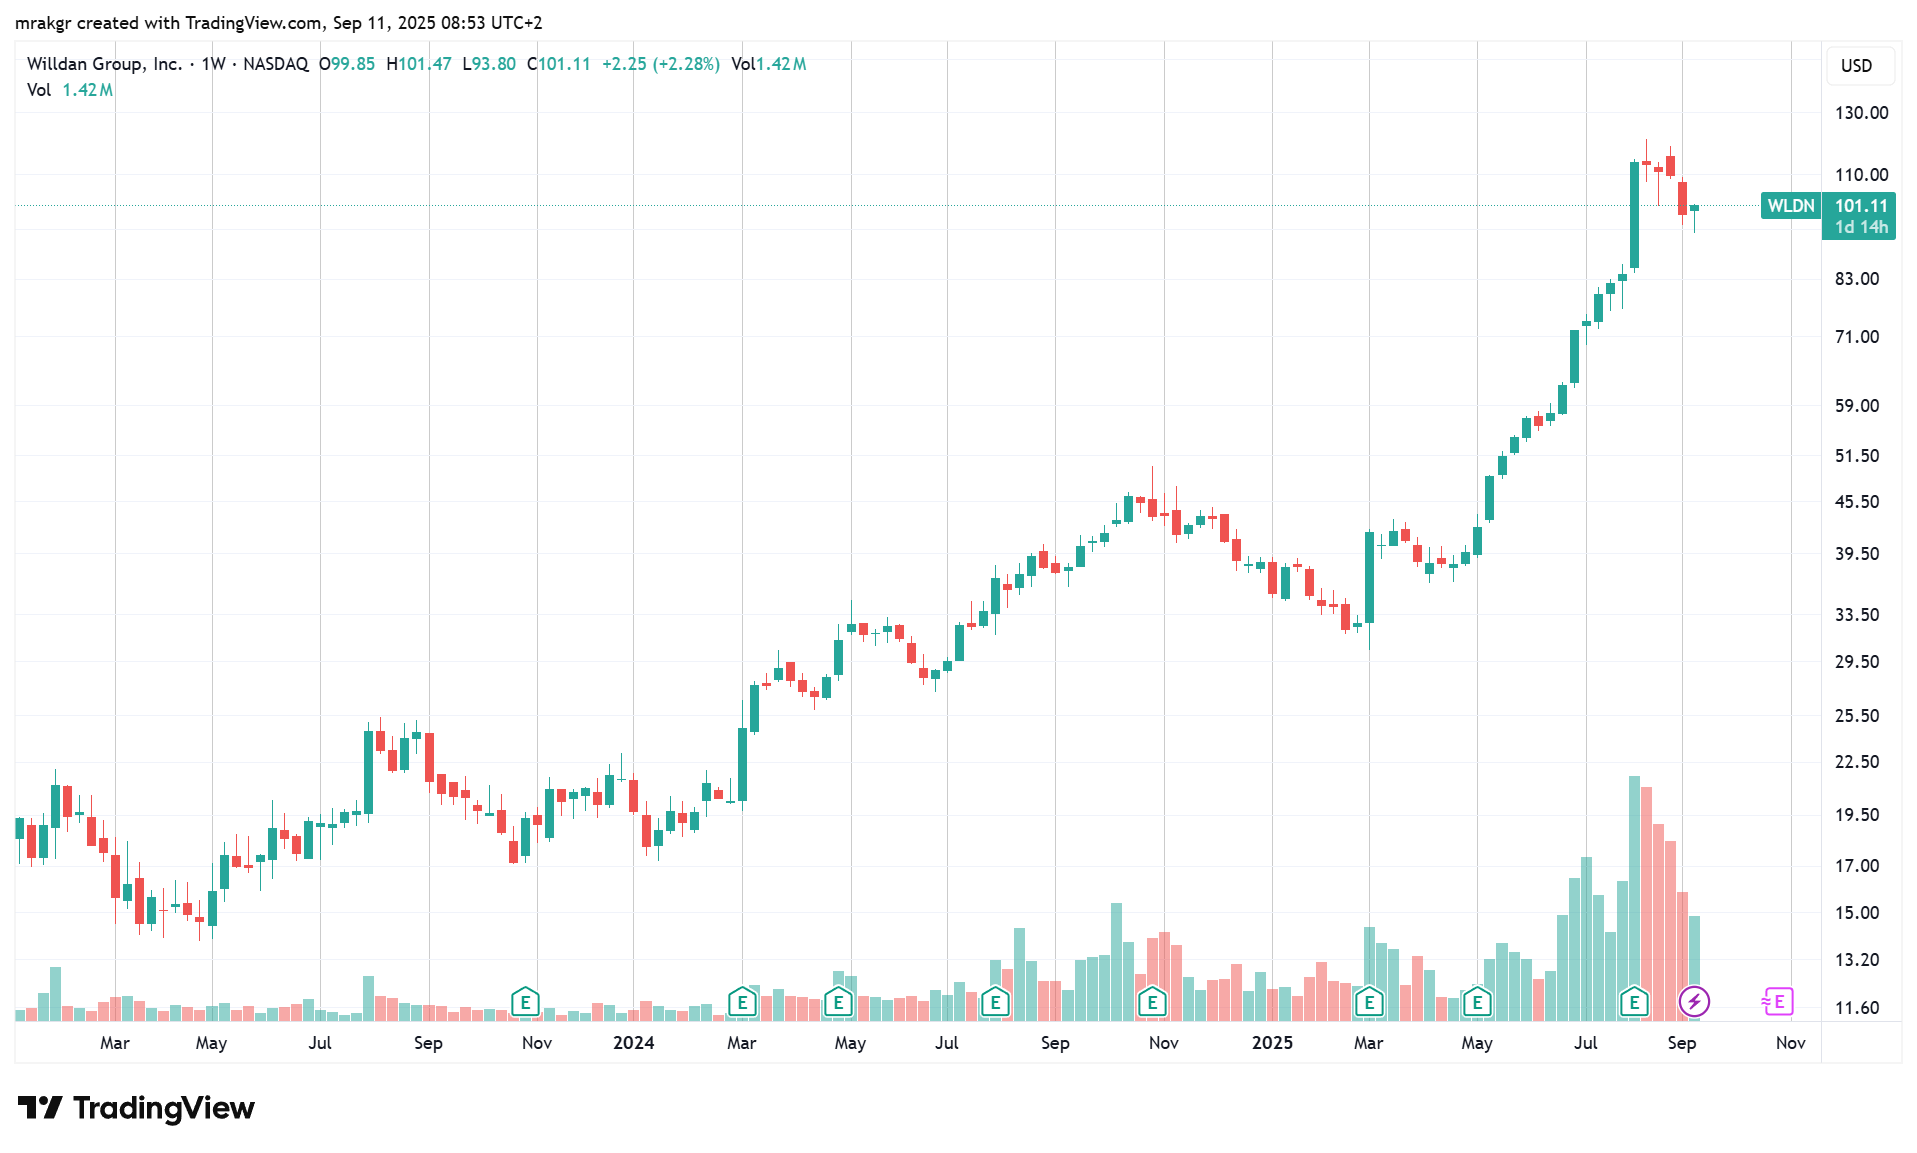 mrakgr created with TradingView.com, Sep 11, 2025 08:53 UTC+2
Willdan Group, Inc. · 1W · NASDAQ O99.85 H101.47 L93.80 C101.11 +2.25 (+2.28%) Vol1.42M
Vol 1.42M
USD
130.00
110.00
WLDN 101.11
1d 14h
83.00
71.00
59.00
51.50
45.50
39.50
33.50
29.50
25.50
22.50
19.50
17.00
15.00
13.20
11.60
E E E E E E E E ≈E
Mar May Jul Sep Nov 2024 Mar May Jul Sep Nov 2025 Mar May Jul Sep Nov
TradingView